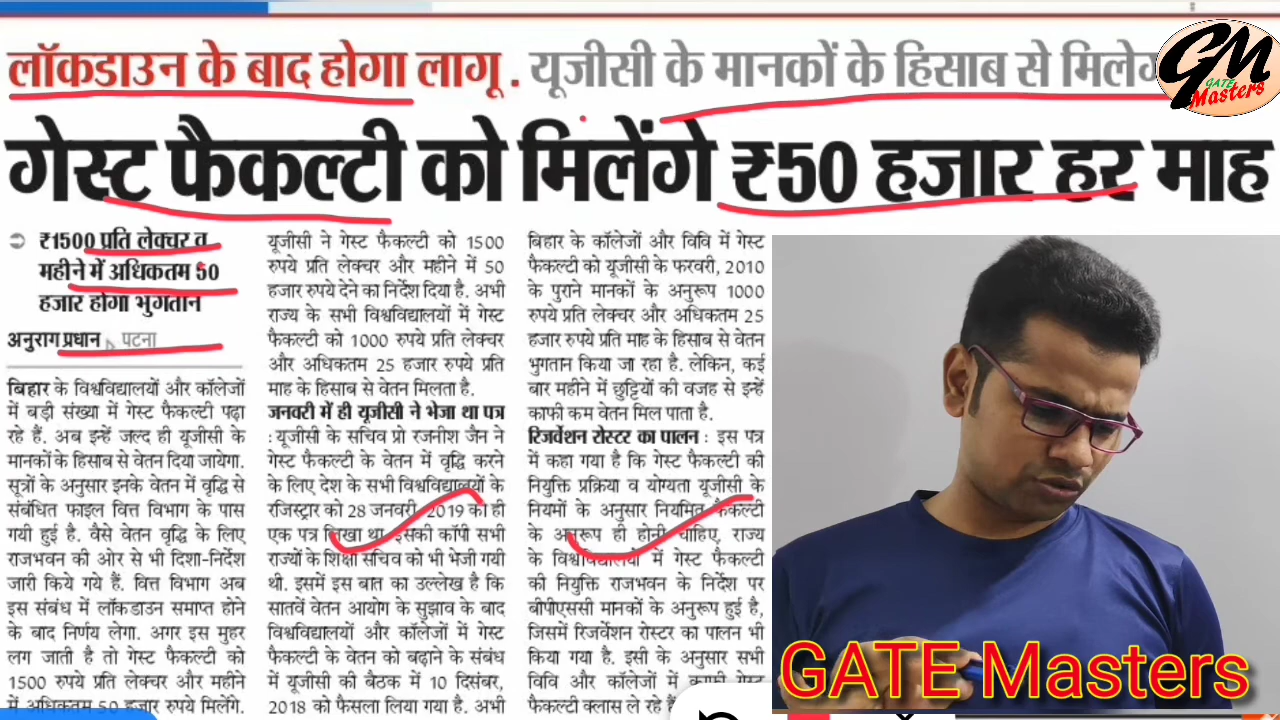 लॉकडाउन के बाद होगा लागू . यूजीसी के मानकों के हिसाब से
GM
GATE
Masters
गेस्ट फैकल्टी को मिलेंगे ₹50 हजार हर माह
₹1500 प्रति लेक्चर व
महीने में अधिकतम 50
हजार होगा भुगतान
अनुराग प्रधान पटना
बिहार के विश्वविद्यालयों और कॉलेजों
में बड़ी संख्या में गेस्ट फैकल्टी पढ़ा
रहे हैं. अब इन्हें जल्द ही यूजीसी के
मानकों के हिसाब से वेतन दिया जायेगा.
सूत्रों के अनुसार इनके वेतन में वृद्धि से
संबंधित फाइल वित्त विभाग के पास
गयी हुई है. वैसे वेतन वृद्धि के लिए
राजभवन की ओर से भी दिशा-निर्देश
जारी किये गये हैं. वित्त विभाग अब
इस संबंध में लॉकडाउन समाप्त होने
के बाद निर्णय लेगा. अगर इस मुहर
लग जाती है तो गेस्ट फैकल्टी को
1500 रुपये प्रति लेक्चर और महीने
में अधिकतम 50 हजार रुपये मिलेंगे.
यूजीसी ने गेस्ट फैकल्टी को 1500
रुपये प्रति लेक्चर और महीने में 50
हजार रुपये देने का निर्देश दिया है. अभी
राज्य के सभी विश्वविद्यालयों में गेस्ट
फैकल्टी को 1000 रुपये प्रति लेक्चर
और अधिकतम 25 हजार रुपये प्रति
माह के हिसाब से वेतन मिलता है.
जनवरी में ही यूजीसी ने भेजा था पत्र
: यूजीसी के सचिव प्रो रजनीश जैन ने
गेस्ट फैकल्टी के वेतन में वृद्धि करने
के लिए देश के सभी विश्वविद्यालयों के
रजिस्ट्रार को 28 जनवरी, 2019 को ही
एक पत्र लिखा था. इसकी कॉपी सभी
राज्यों के शिक्षा सचिव को भी भेजी गयी
थी. इसमें इस बात का उल्लेख है कि
सातवें वेतन आयोग के सुझाव के बाद
विश्वविद्यालयों और कॉलेजों में गेस्ट
फैकल्टी के वेतन को बढ़ाने के संबंध
में यूजीसी की बैठक में 10 दिसंबर,
2018 को फैसला लिया गया है. अभी
बिहार के कॉलेजों और विवि में गेस्ट
फैकल्टी को यूजीसी के फरवरी, 2010
के पुराने मानकों के अनुरूप 1000
रुपये प्रति लेक्चर और अधिकतम 25
हजार रुपये प्रति माह के हिसाब से वेतन
भुगतान किया जा रहा है. लेकिन, कई
बार महीने में छुट्टियों की वजह से इन्हें
काफी कम वेतन मिल पाता है.
रिजर्वेशन रोस्टर का पालन : इस पत्र
में कहा गया है कि गेस्ट फैकल्टी की
नियुक्ति प्रक्रिया व योग्यता यूजीसी के
नियमों के अनुसार नियमित फैकल्टी
के अनुरूप ही होनी चाहिए. राज्य
के विश्वविद्यालयों में गेस्ट फैकल्टी
की नियुक्ति राजभवन के निर्देश पर
बीपीएससी मानकों के अनुरूप हुई है,
जिसमें रिजर्वेशन रोस्टर का पालन भी
किया गया है. इसी के अनुसार सभी
विवि और कॉलेजों में काफी गेस्ट
फैकल्टी क्लास ले रहे
GATE Masters